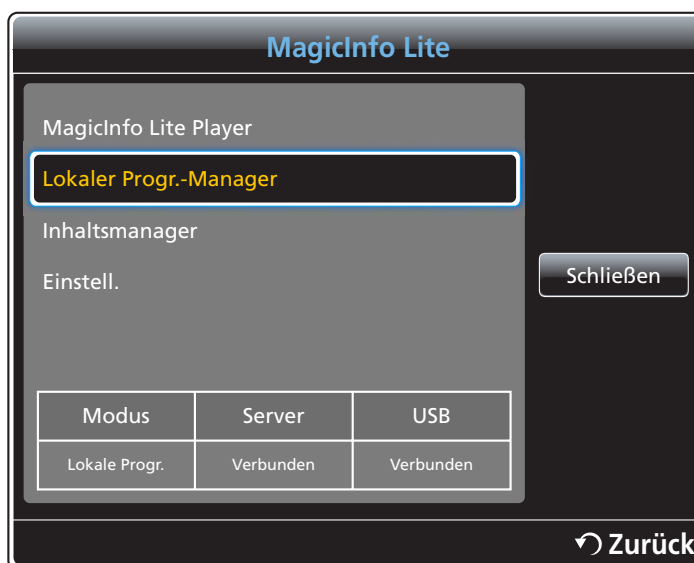 MagicInfo Lite
MagicInfo Lite Player
Lokaler Progr.-Manager
Inhaltsmanager
Einstell.
Schließen
Modus Server USB
Lokale Progr. Verbunden Verbunden
Zurück